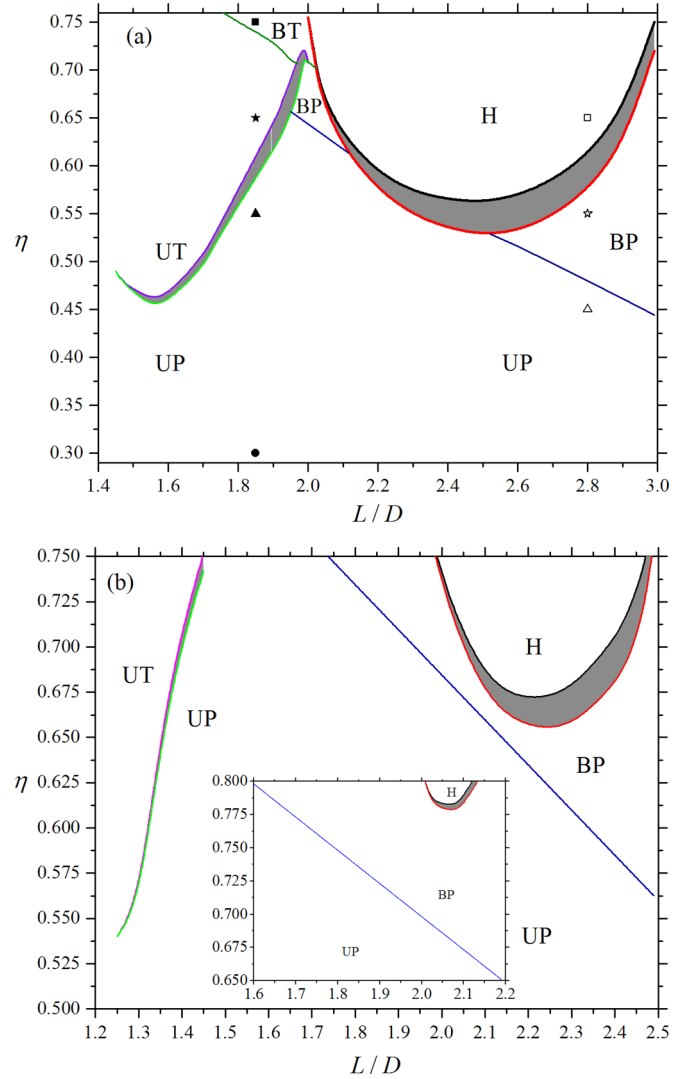 (a)
BT
0.75
0.70
0.65
0.60
0.55
0.50
0.45
0.40
0.35
0.30
η
BP
H
UT
BP
UP
UP
1.4 1.6 1.8 2.0 2.2 2.4 2.6 2.8 3.0
L / D
(b)
0.750
0.725
0.700
0.675
0.650
0.625
0.600
0.575
0.550
0.525
0.500
η
UT
UP
H
BP
UP
0.800
0.775
0.750
0.725
0.700
0.675
0.650
H
BP
UP
1.6 1.7 1.8 1.9 2.0 2.1 2.2
1.2 1.3 1.4 1.5 1.6 1.7 1.8 1.9 2.0 2.1 2.2 2.3 2.4 2.5
L / D